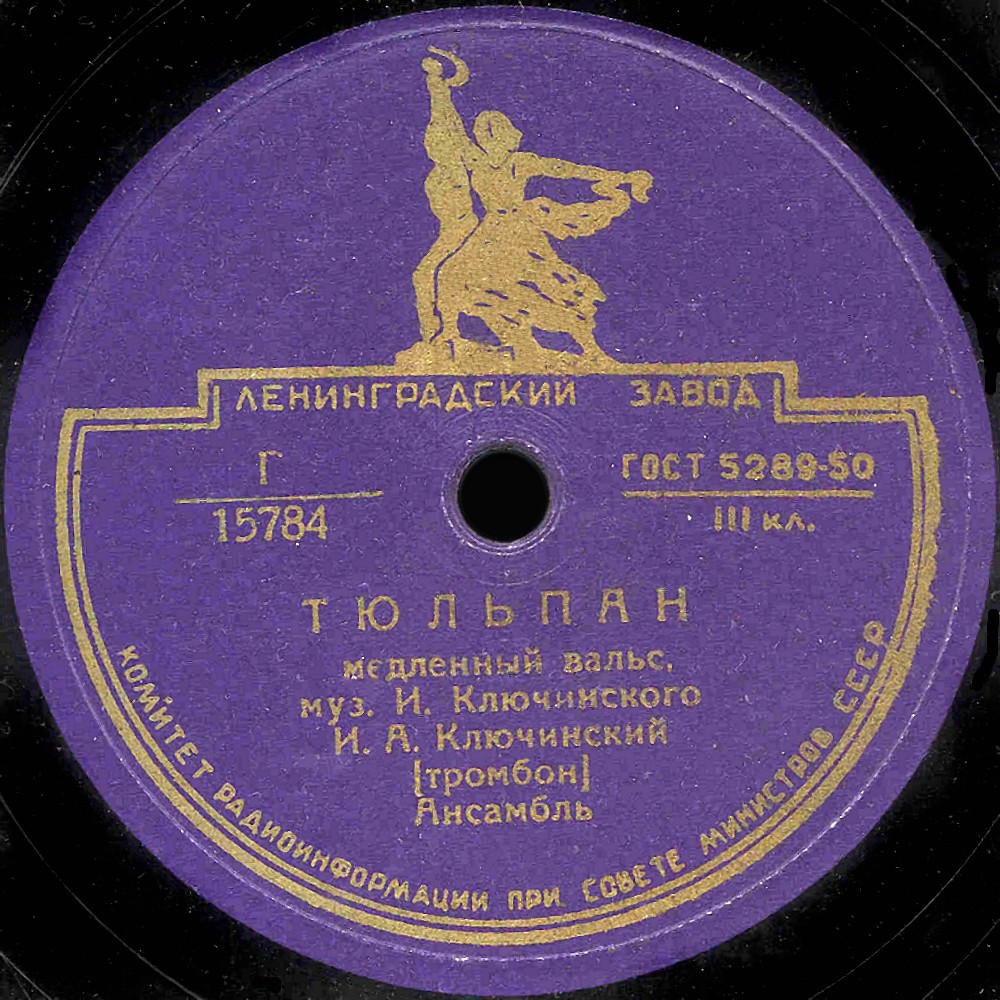 ЛЕНИНГРАДСКИЙ ЗАВОД
Г
15784
ГОСТ 5289-50
III кл.
ТЮЛЬПАН
медленный вальс,
муз. И. Ключинского
И. А. Ключинский
[тромбон]
Ансамбль
КОМИТЕТ РАДИОИНФОРМАЦИИ ПРИ СОВЕТЕ МИНИСТРОВ СССР